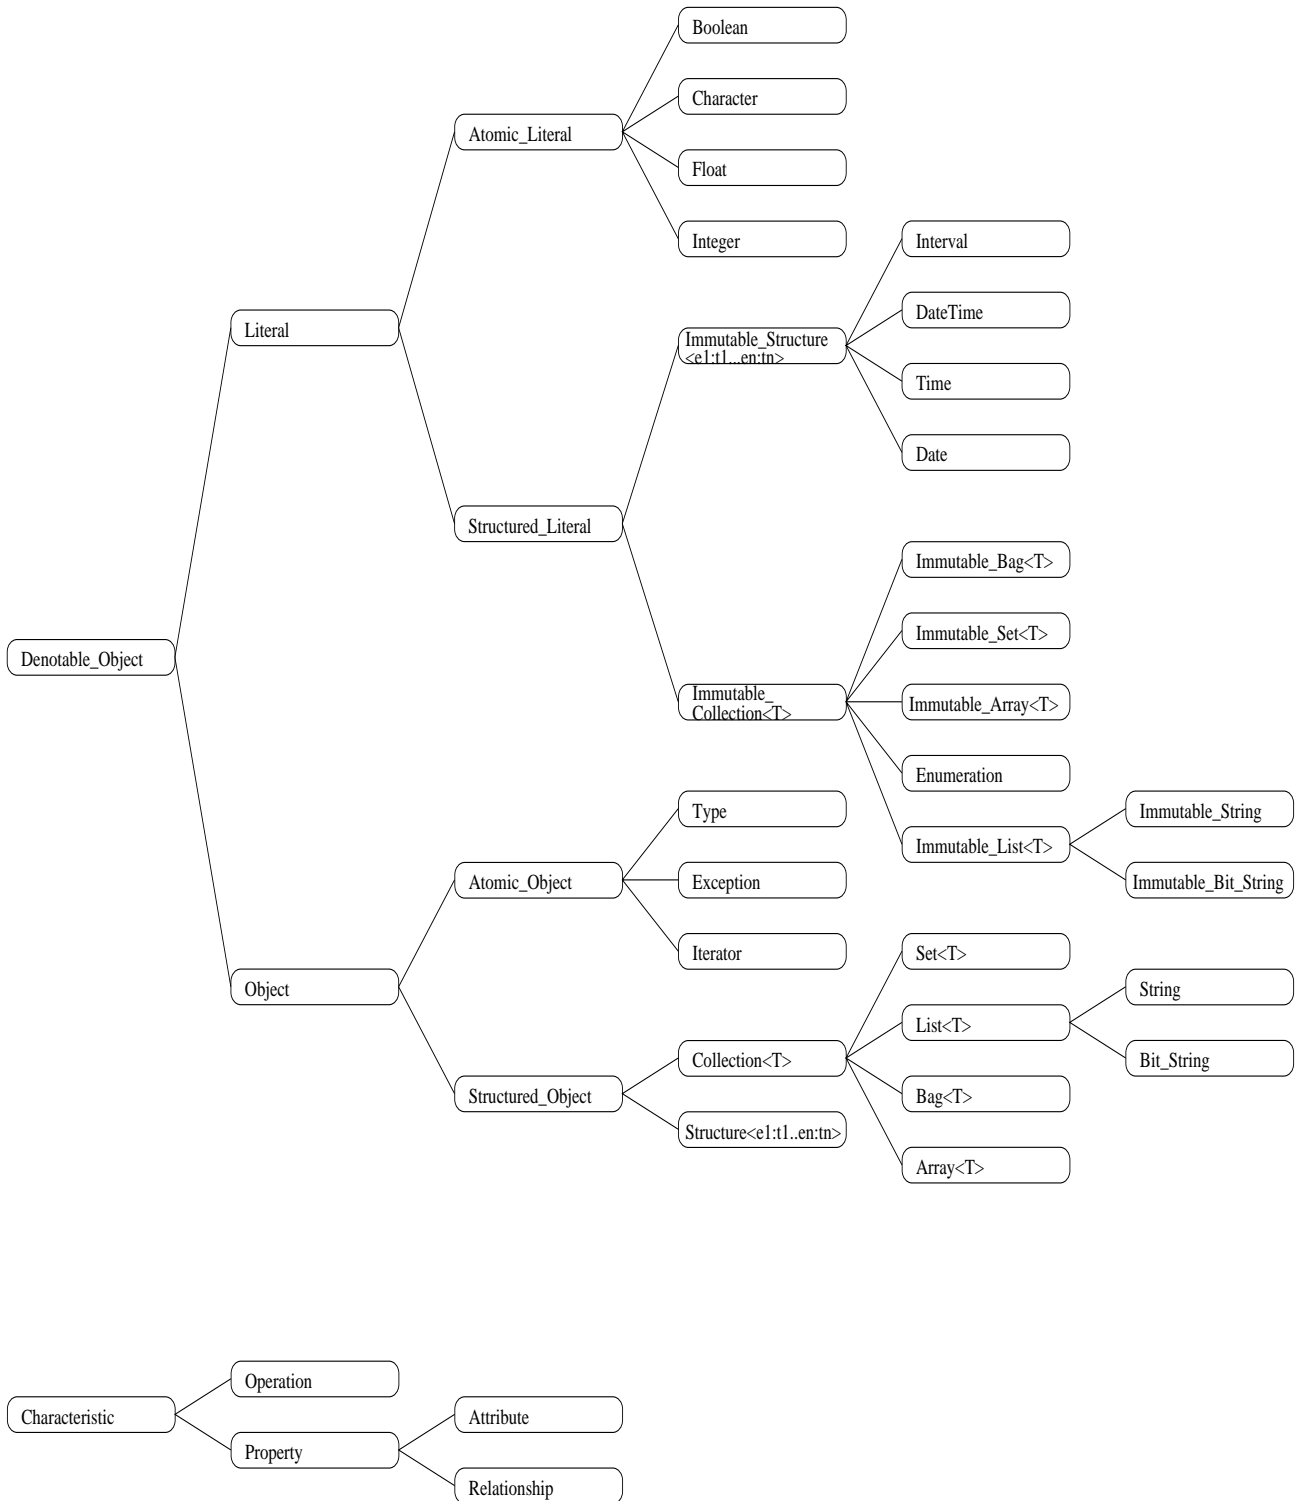 Boolean
Character
Atomic_Literal
Float
Integer
Interval
DateTime
Literal
Immutable_Structure
<e1:t1...en:tn>
Time
Date
Structured_Literal
Immutable_Bag<T>
Immutable_Set<T>
Denotable_Object
Immutable_
Collection<T>
Immutable_Array<T>
Enumeration
Type
Immutable_String
Immutable_List<T>
Atomic_Object
Exception
Immutable_Bit_String
Iterator
Set<T>
Object
String
List<T>
Collection<T>
Bit_String
Structured_Object
Bag<T>
Structure<e1:t1..en:tn>
Array<T>
Operation
Characteristic
Attribute
Property
Relationship